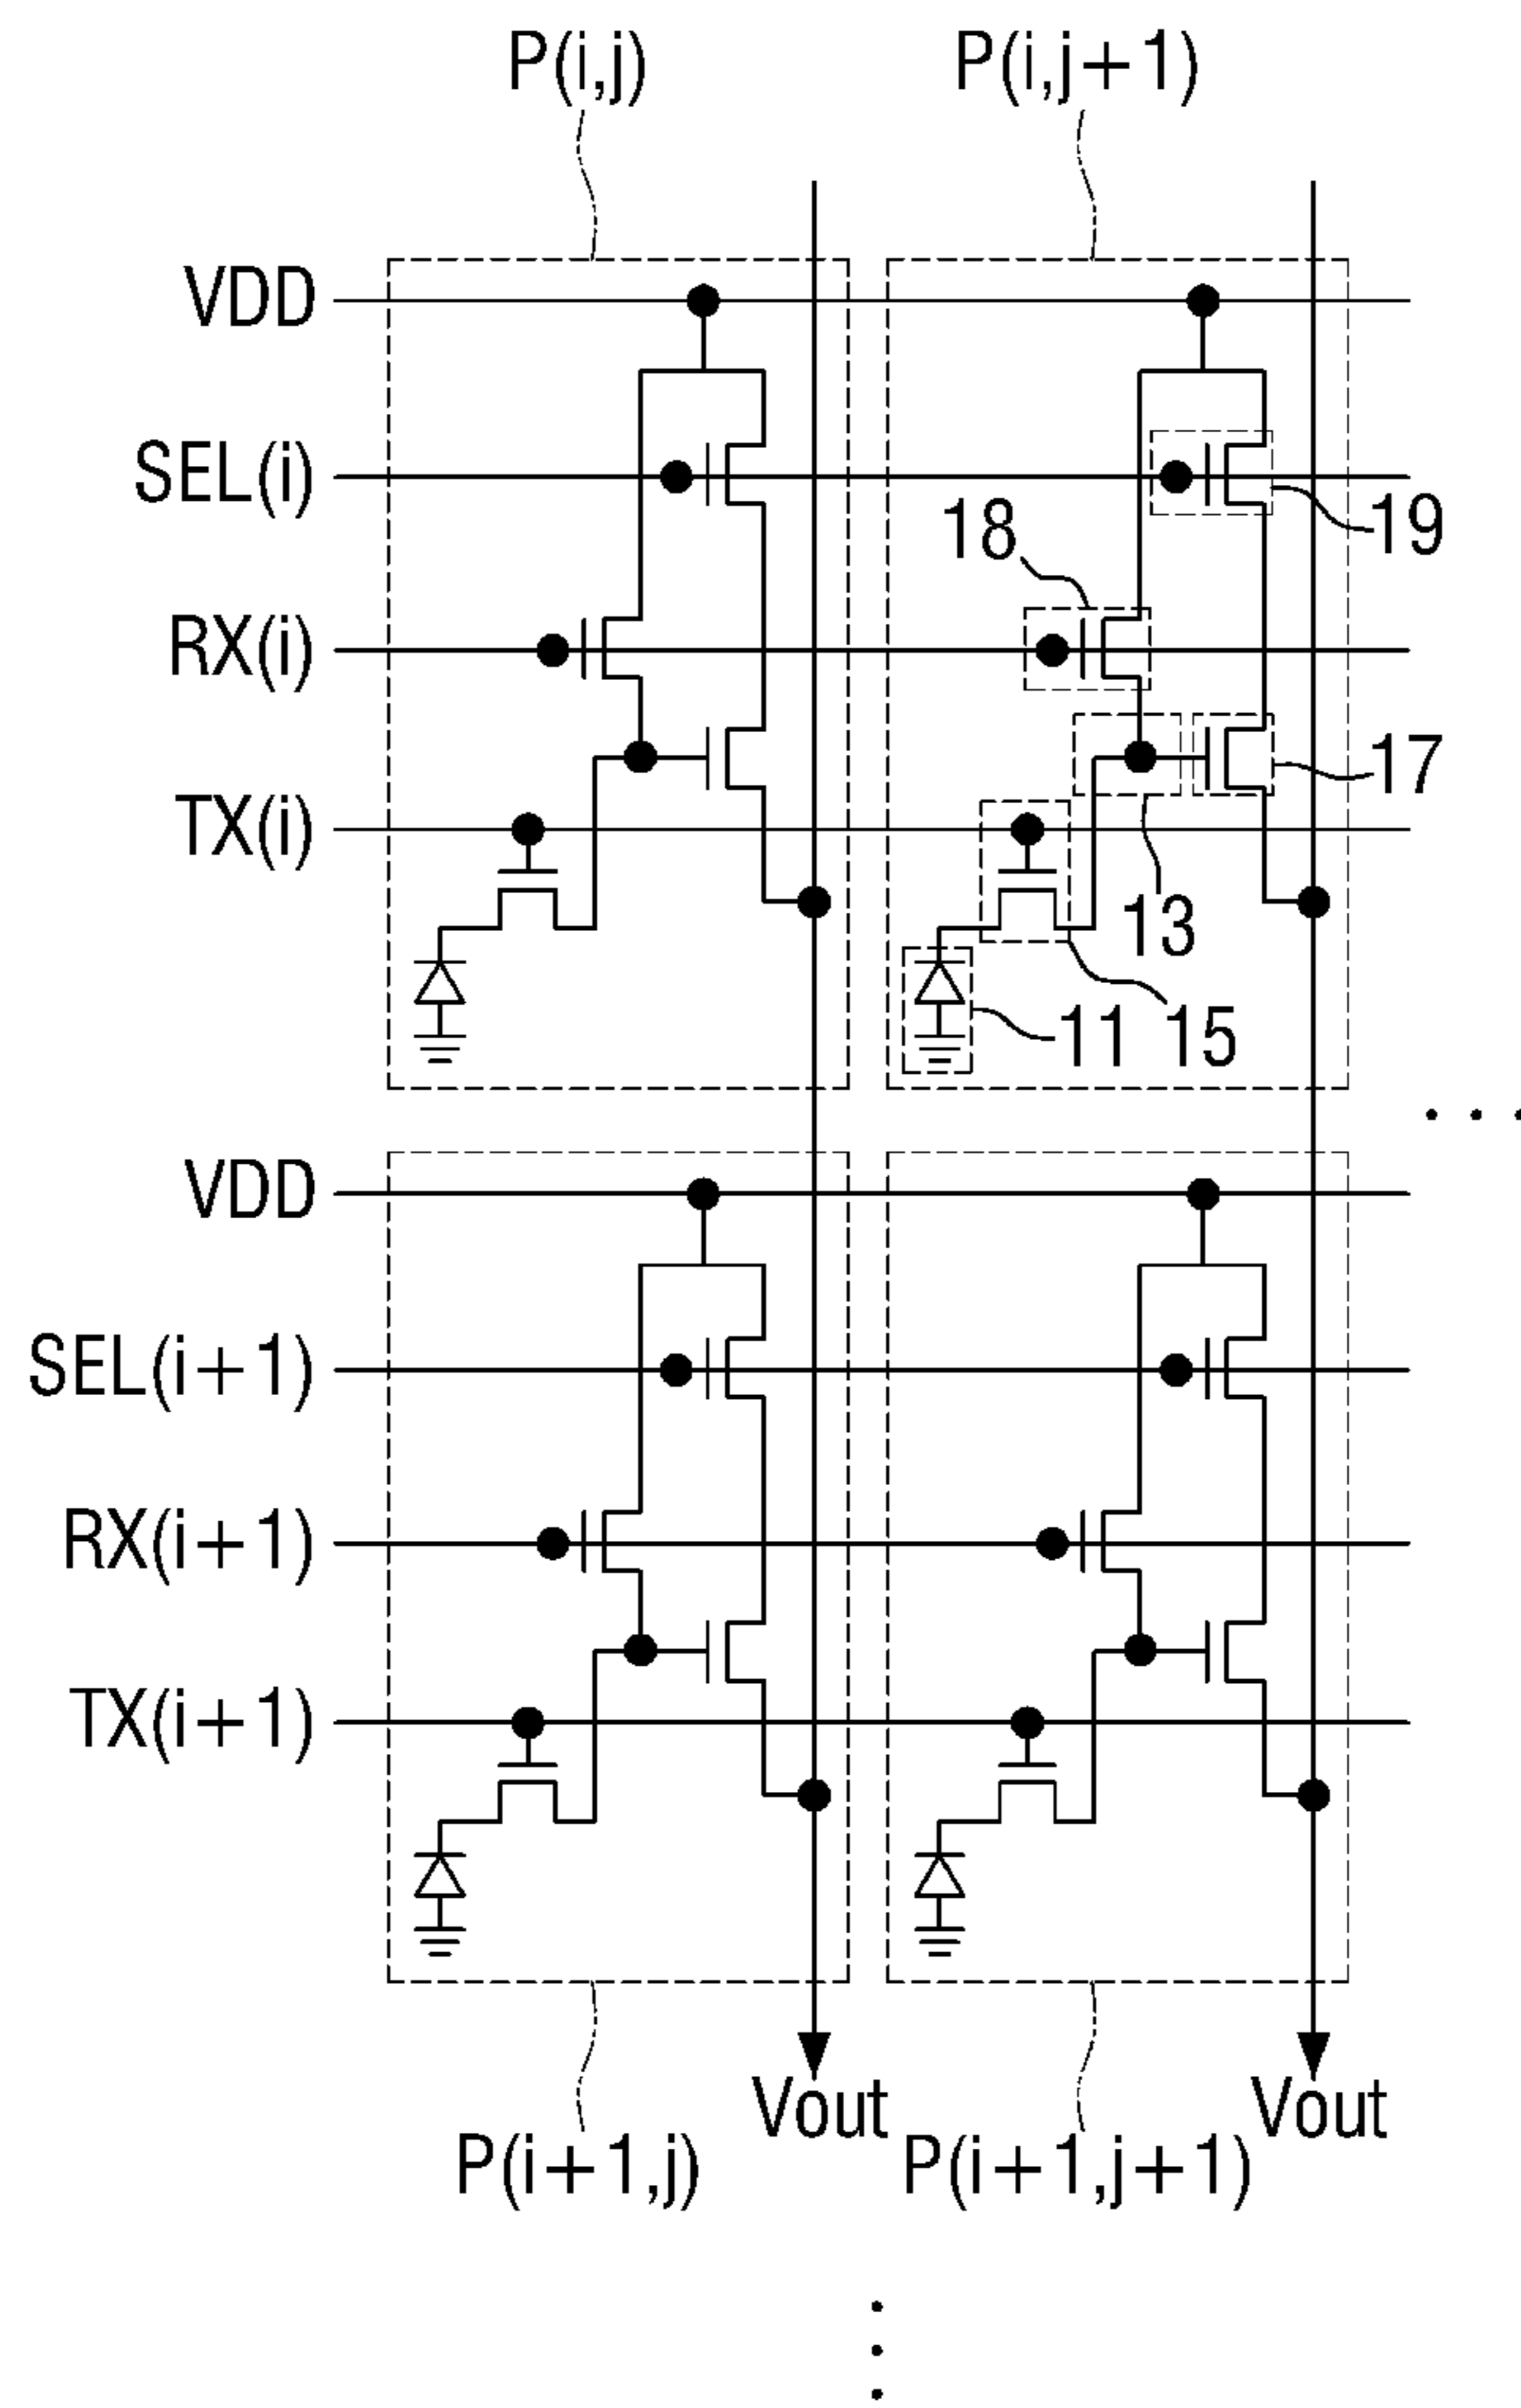 P(i,j) P(i,j+1)
VDD
SEL(i)
19
18
RX(i)
17
TX(i)
13
11 15
VDD
SEL(i+1)
RX(i+1)
TX(i+1)
Vout Vout
P(i+1,j) P(i+1,j+1)